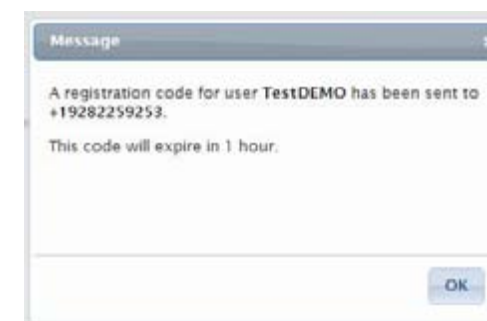 Message
A registration code for user TestDEMO has been sent to
+19282259253.
This code will expire in 1 hour.
OK